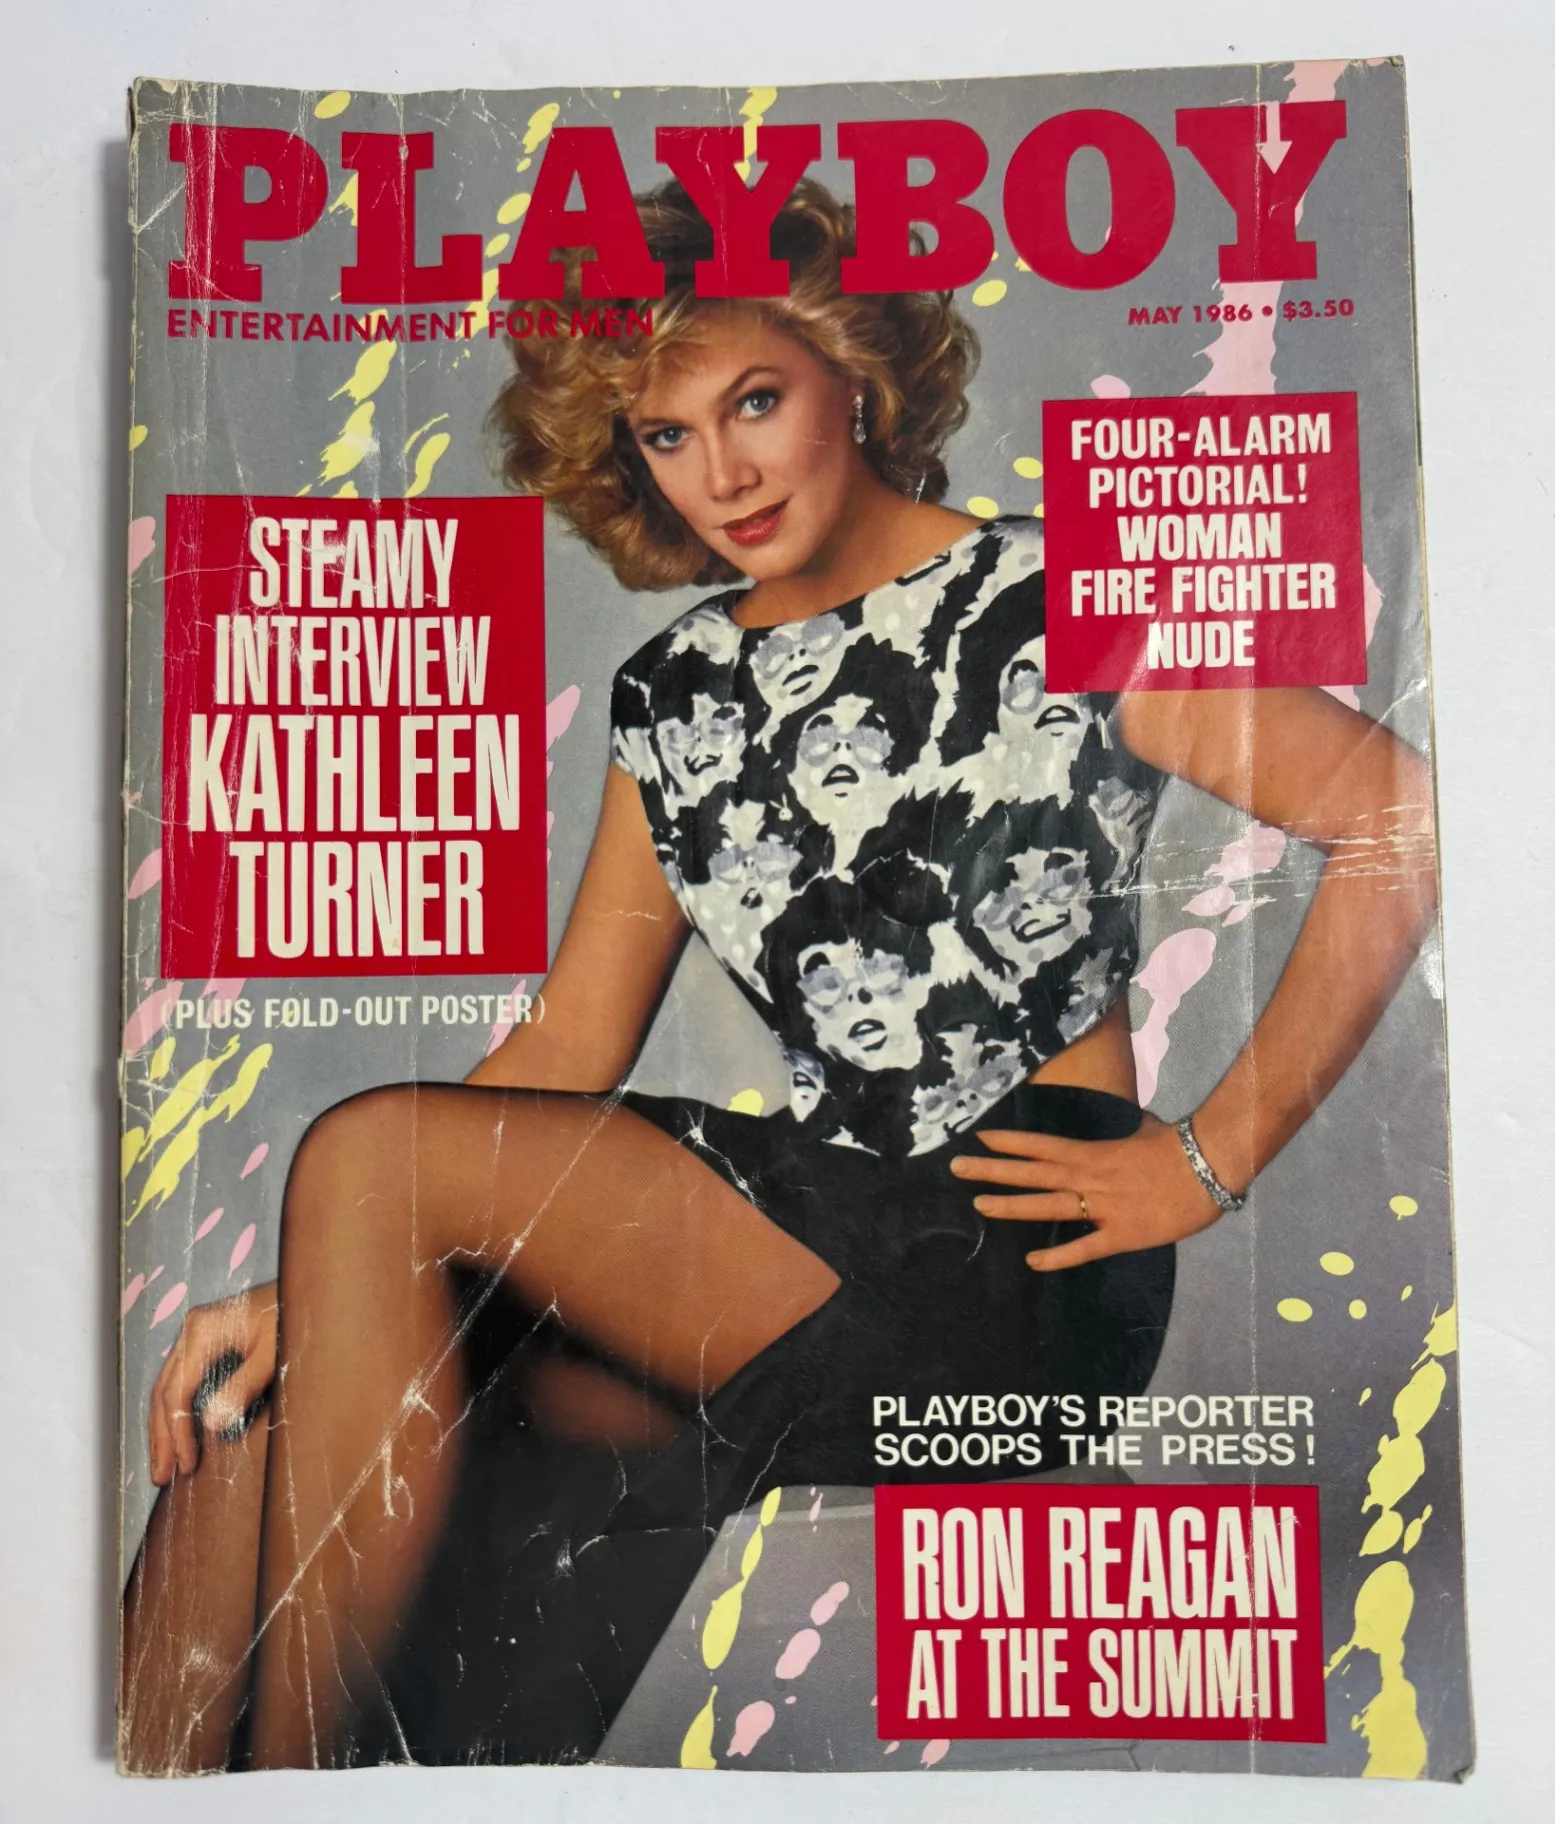 PLAYBOY
ENTERTAINMENT FOR MEN
MAY 1986 • $3.50
FOUR-ALARM
PICTORIAL!
WOMAN
FIRE FIGHTER
NUDE
STEAMY
INTERVIEW
KATHLEEN
TURNER
(PLUS FOLD-OUT POSTER)
PLAYBOY'S REPORTER
SCOOPS THE PRESS!
RON REAGAN
AT THE SUMMIT